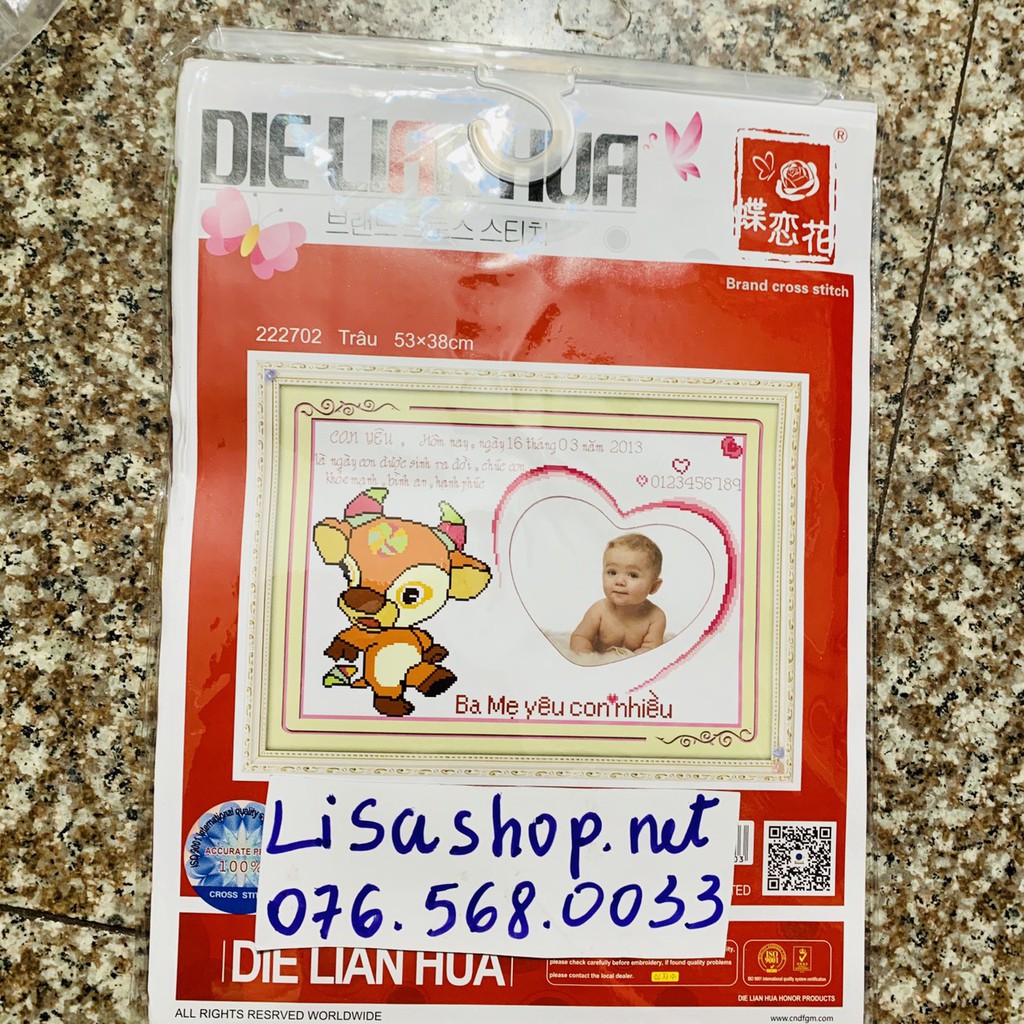 DIE LIAN HUA
®
蝶恋花
Brand cross stitch
222702 Trâu 53×38cm
con yêu, Hôm nay, ngày 16 tháng 03 năm 2013
là ngày con được sinh ra đời, chúc con
khỏe mạnh, bình an, hạnh phúc
0123456789
Ba Mẹ yêu con nhiều
ACCURATE
100%
CROSS
Lisashop.net
076.568.0033
DIE LIAN HUA
please check carefully before embroidery, if found quality problems
please contact the local dealer.
ISO
9001
DIE LIAN HUA HONOR PRODUCTS
ALL RIGHTS RESRVED WORLDWIDE
www.cndfgm.com